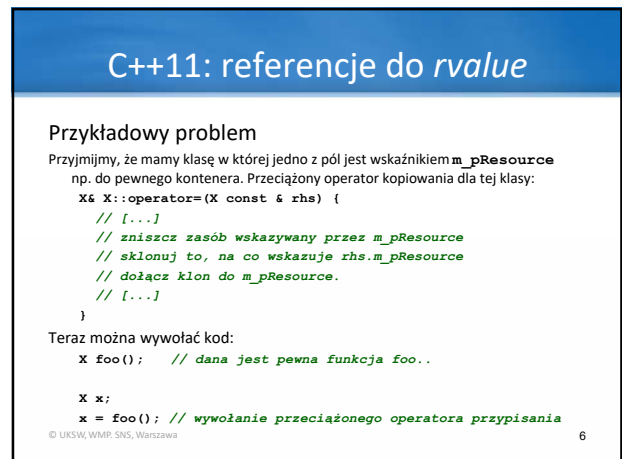 C++11: referencje do rvalue
Przykładowy problem
Przyjmijmy, że mamy klasę w której jedno z pól jest wskaźnikiem m_pResource
np. do pewnego kontenera. Przeciążony operator kopiowania dla tej klasy:
X& X::operator=(X const & rhs) {
// [...]
// zniszcz zasób wskazywany przez m_pResource
// sklonuj to, na co wskazuje rhs.m_pResource
// dołącz klon do m_pResource.
// [...]
}
Teraz można wywołać kod:
X foo(); // dana jest pewna funkcja foo..
X x;
x = foo(); // wywołanie przeciążonego operatora przypisania
© UKSW, WMP. SNS, Warszawa 6